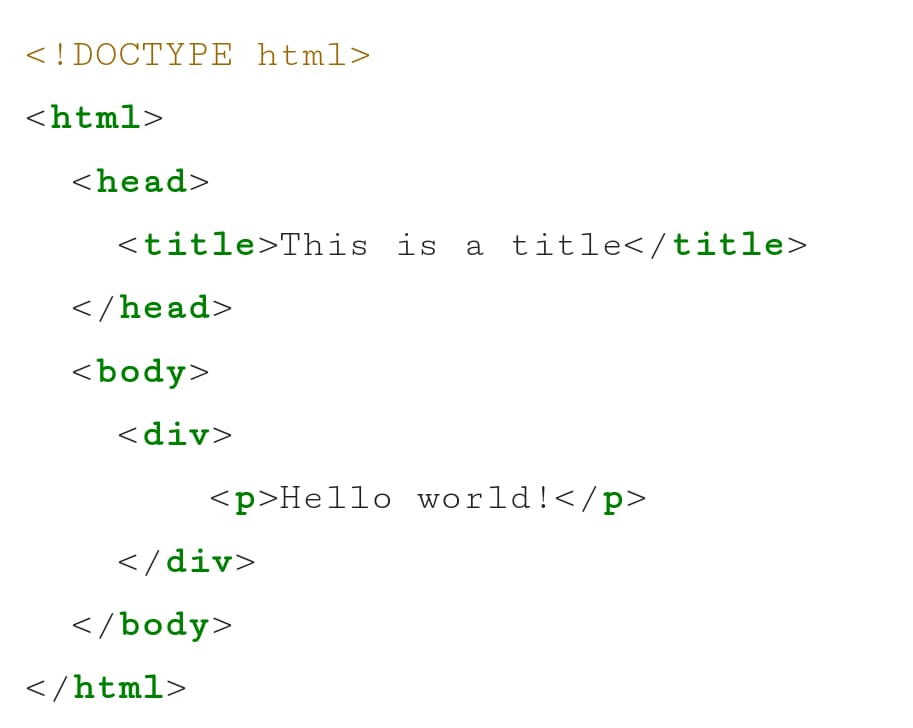 <!DOCTYPE html>
<html>
  <head>
    <title>This is a title</title>
  </head>
  <body>
    <div>
        <p>Hello world!</p>
    </div>
  </body>
</html>